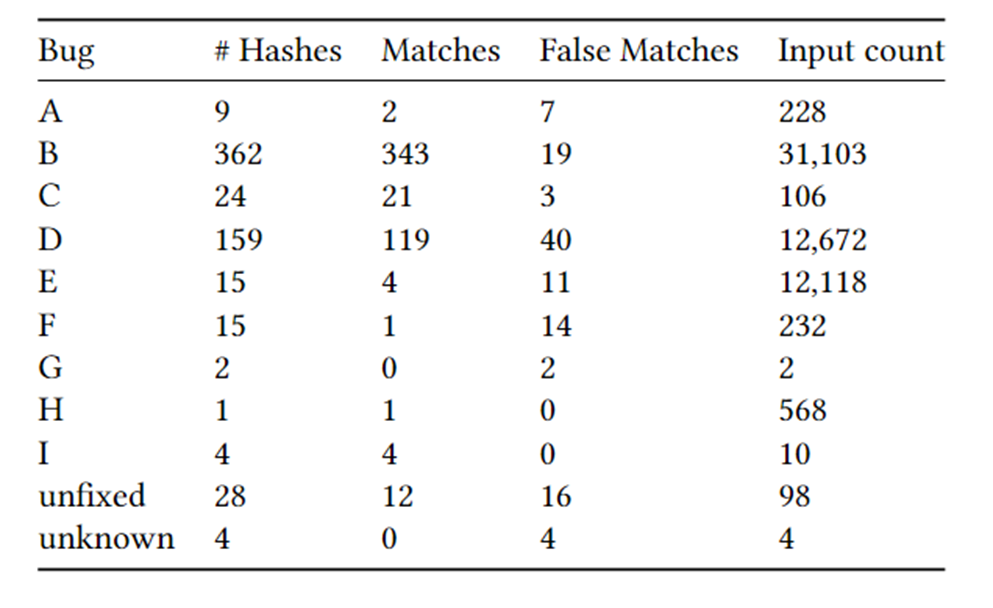 Bug # Hashes Matches False Matches Input count
A 9 2 7 228
B 362 343 19 31,103
C 24 21 3 106
D 159 119 40 12,672
E 15 4 11 12,118
F 15 1 14 232
G 2 0 2 2
H 1 1 0 568
I 4 4 0 10
unfixed 28 12 16 98
unknown 4 0 4 4